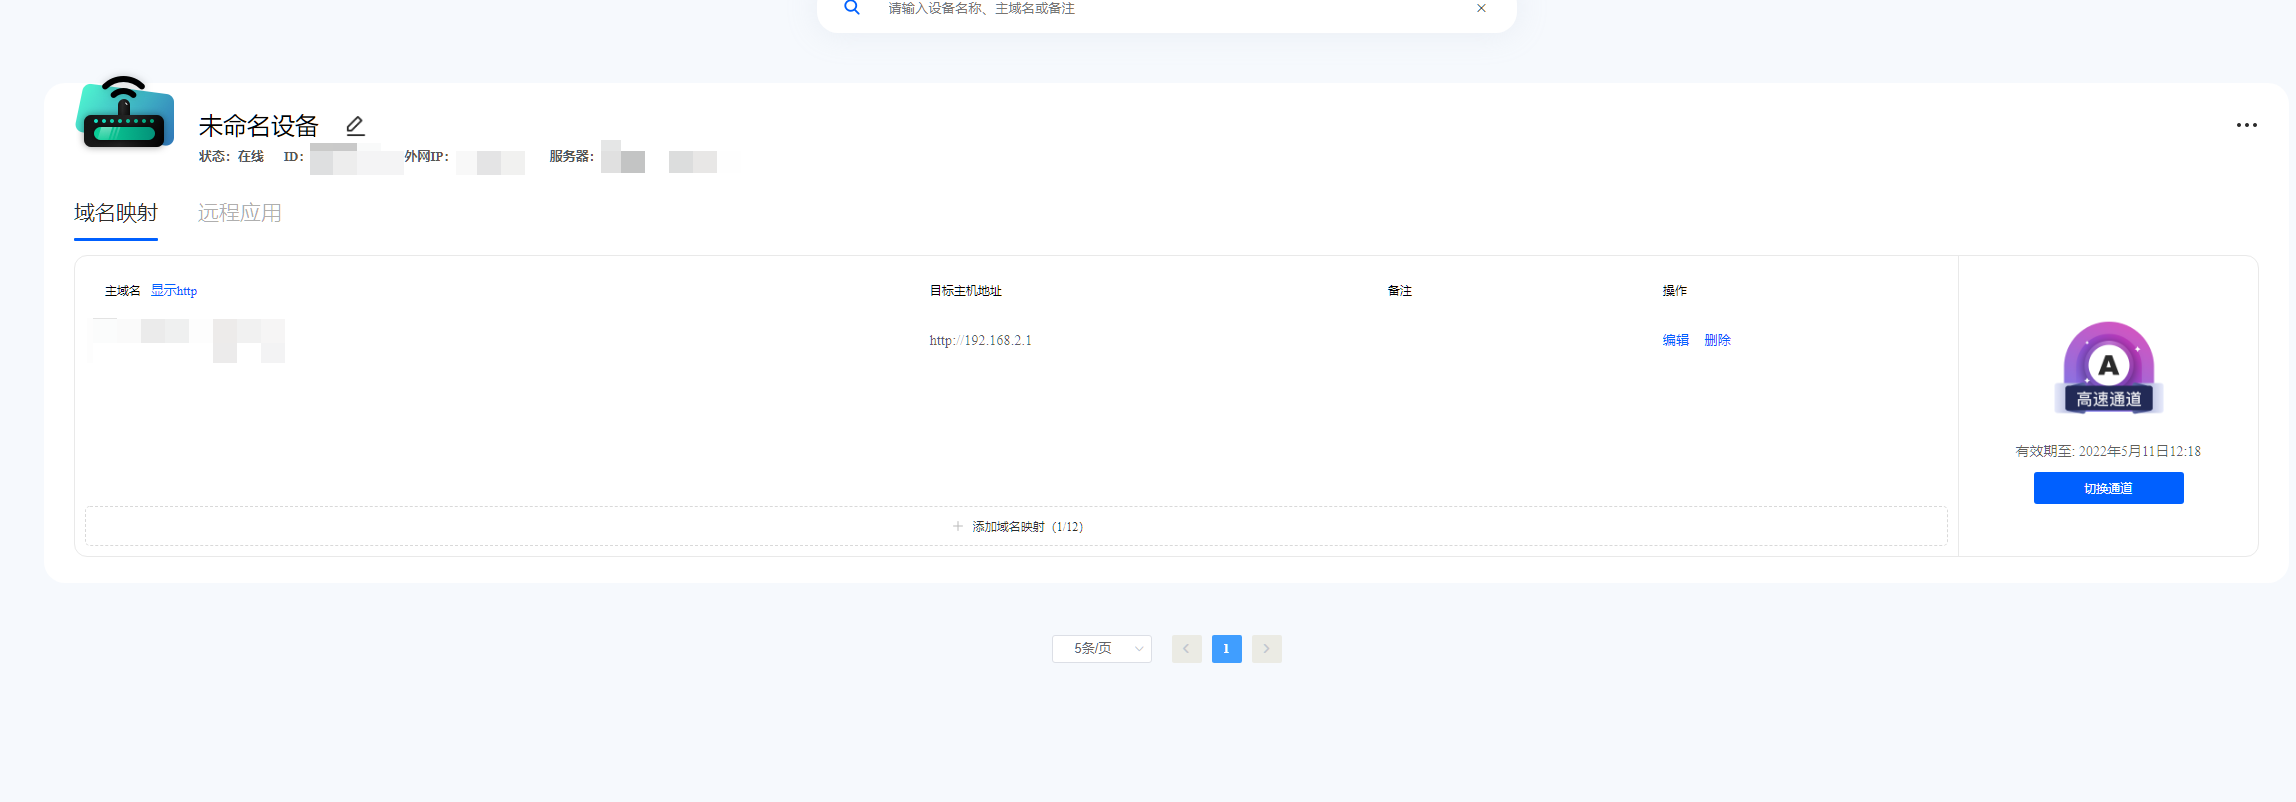 请输入设备名称、主域名或备注
未命名设备
状态：在线 ID： 外网IP： 服务器：
域名映射 远程应用
主域名 显示http 目标主机地址 备注 操作
http://192.168.2.1 编辑 删除
A
高速通道
有效期至: 2022年5月11日12:18
切换通道
添加域名映射（1/12）
5条/页 1